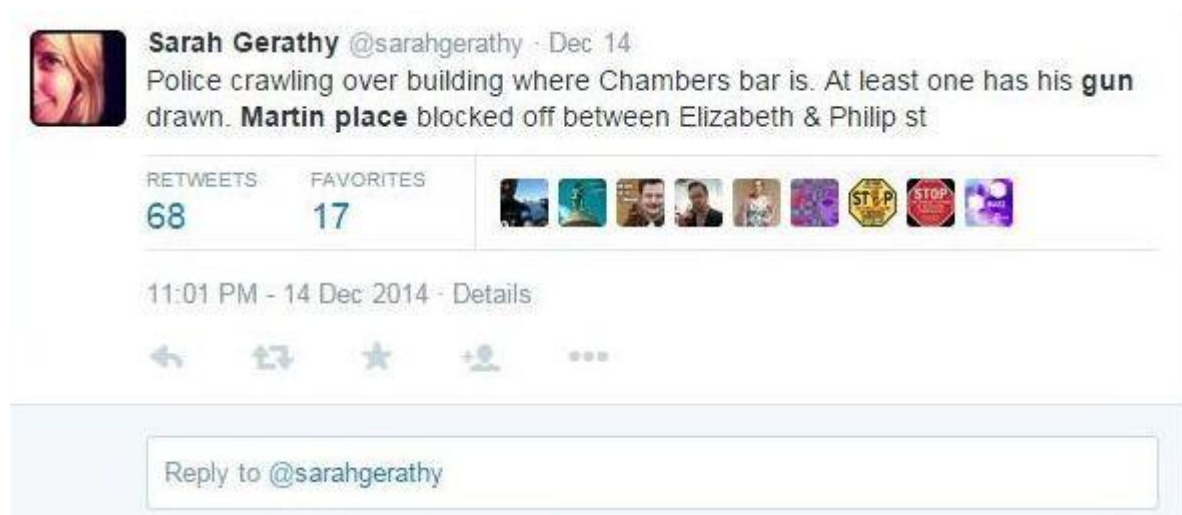 Sarah Gerathy @sarahgerathy · Dec 14
Police crawling over building where Chambers bar is. At least one has his gun
drawn. Martin place blocked off between Elizabeth & Philip st
RETWEETS FAVORITES
68 17
STOP
11:01 PM - 14 Dec 2014 · Details
Reply to @sarahgerathy